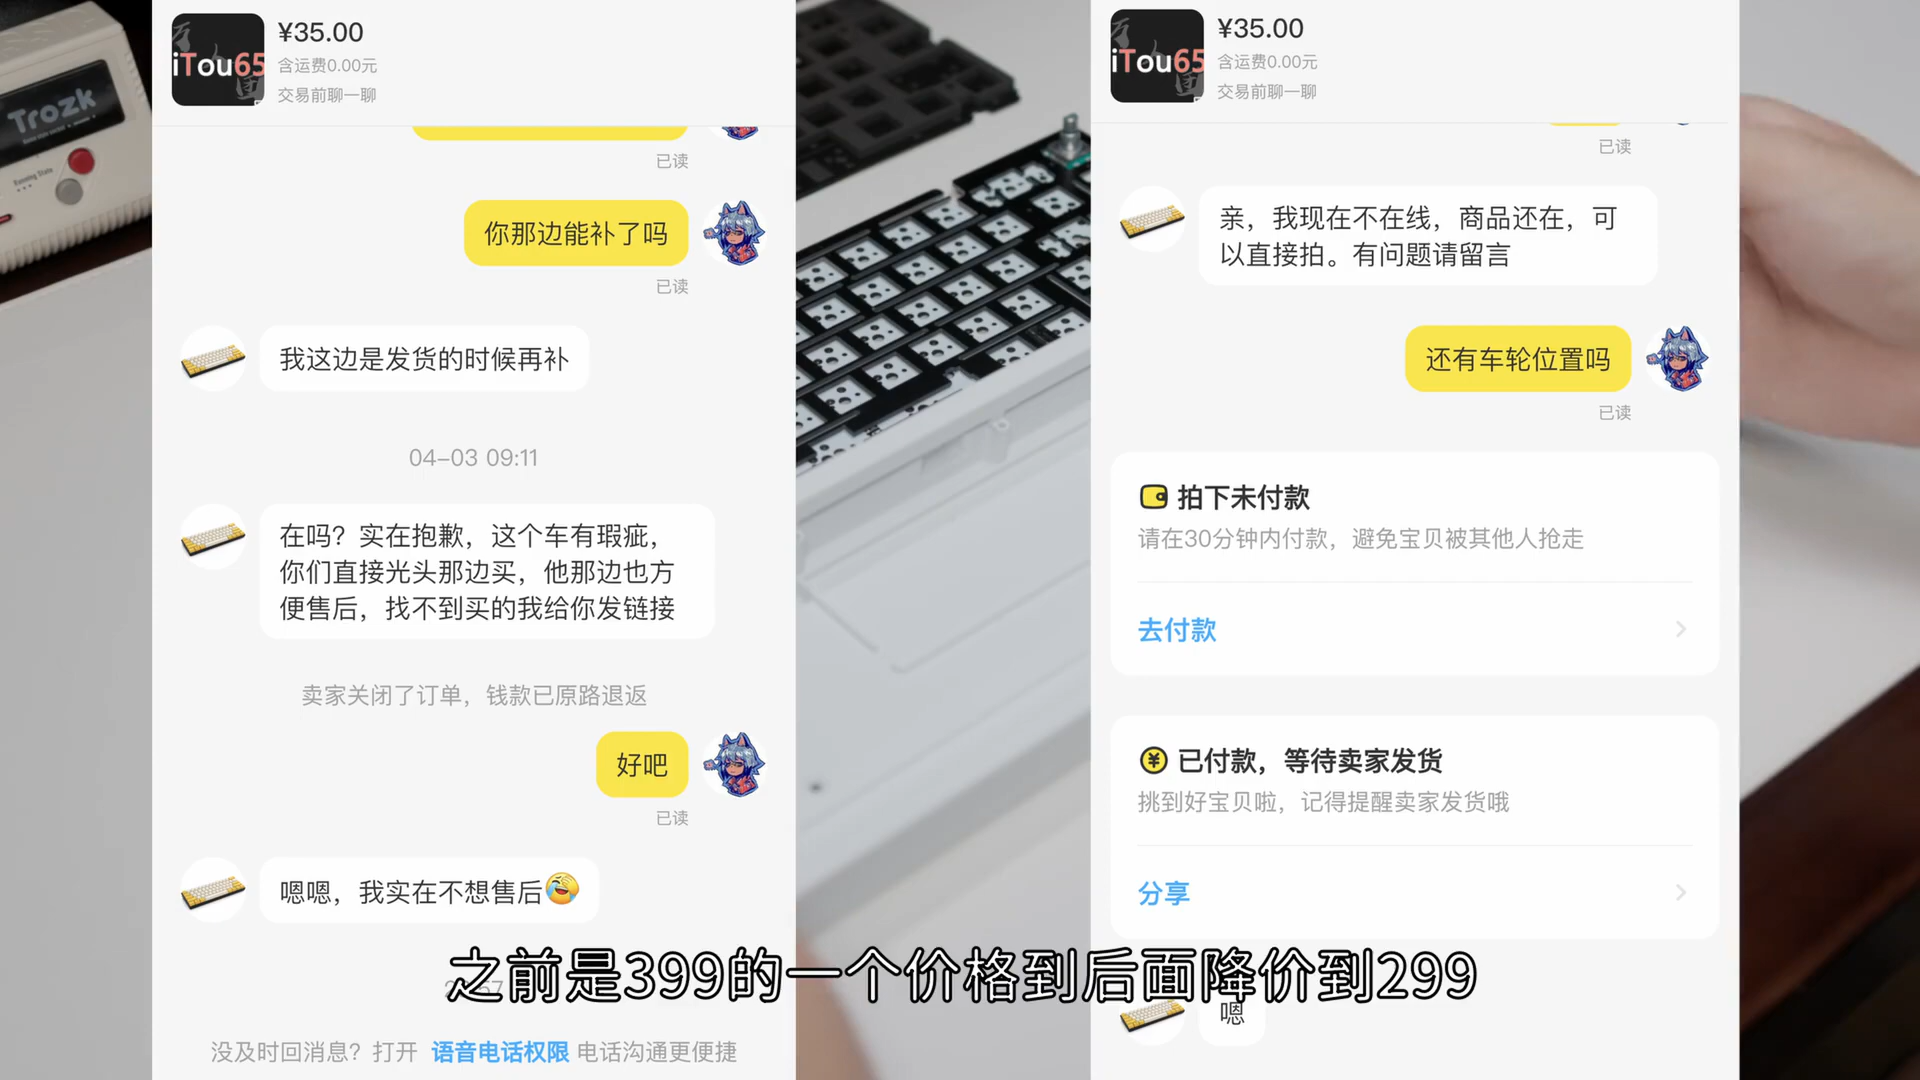 Trozk
¥35.00
含运费0.00元
交易前聊一聊
iTou65
已读
你那边能补了吗
已读
我这边是发货的时候再补
04-03 09:11
在吗？实在抱歉，这个车有瑕疵，
你们直接光头那边买，他那边也方
便售后，找不到买的我给你发链接
卖家关闭了订单，钱款已原路退返
好吧
已读
嗯嗯，我实在不想售后
没及时回消息？打开 语音电话权限 电话沟通更便捷
¥35.00
含运费0.00元
交易前聊一聊
iTou65
已读
亲，我现在不在线，商品还在，可
以直接拍。有问题请留言
还有车轮位置吗
已读
拍下未付款
请在30分钟内付款，避免宝贝被其他人抢走
去付款
已付款，等待卖家发货
挑到好宝贝啦，记得提醒卖家发货哦
分享
嗯
之前是399的一个价格到后面降价到299